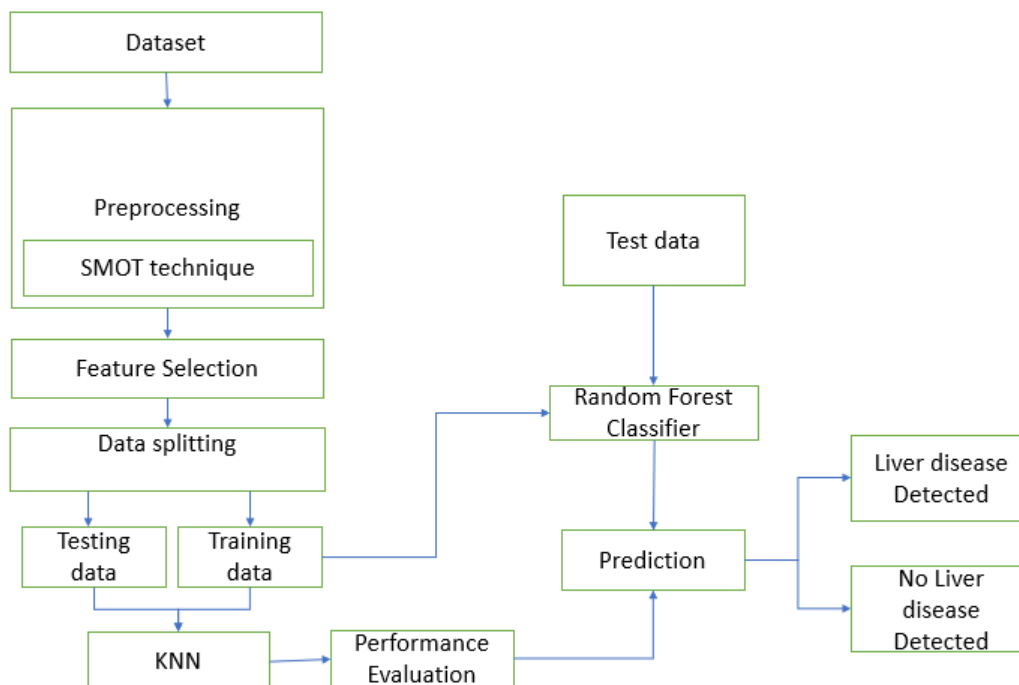 Dataset
Preprocessing
SMOT technique
Feature Selection
Data splitting
Testing
data
Training
data
KNN
Performance
Evaluation
Test data
Random Forest
Classifier
Prediction
Liver disease
Detected
No Liver
disease
Detected